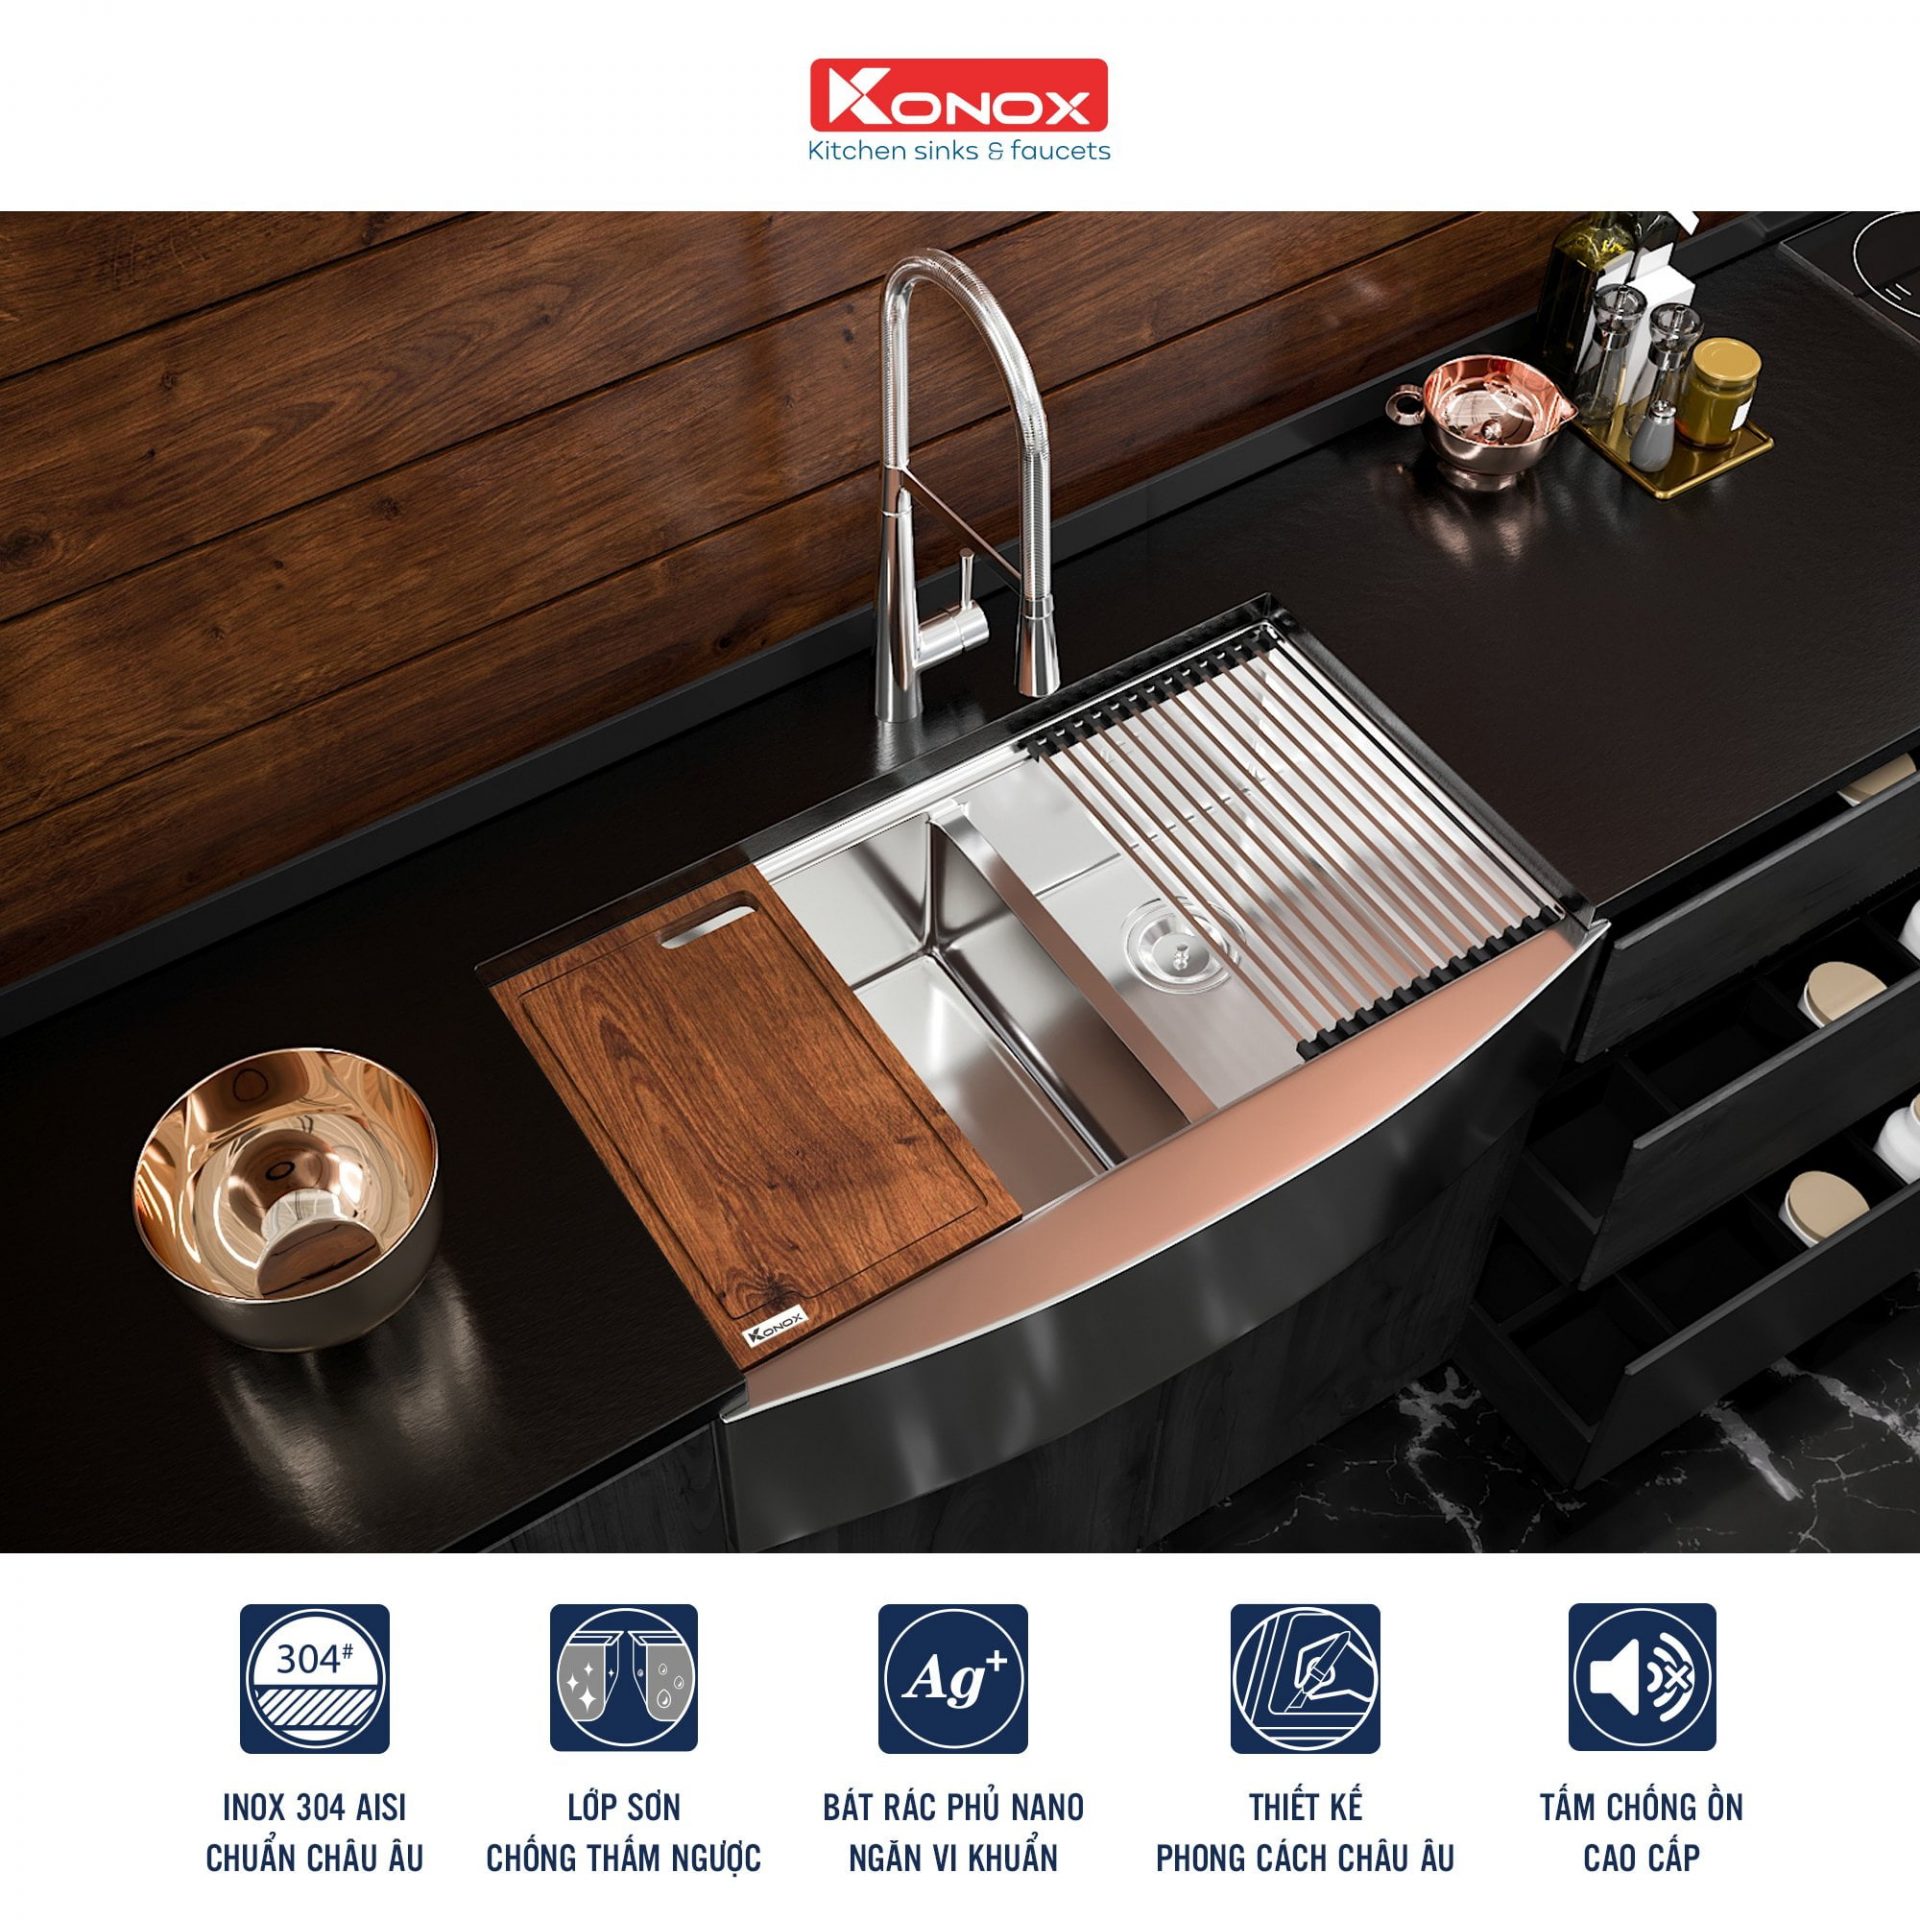 KONOX
Kitchen sinks & faucets
KONOX
304#
Ag+
INOX 304 AISI
CHUẨN CHÂU ÂU
LỚP SƠN
CHỐNG THẤM NGƯỢC
BÁT RÁC PHỦ NANO
NGĂN VI KHUẨN
THIẾT KẾ
PHONG CÁCH CHÂU ÂU
TẤM CHỐNG ỒN
CAO CẤP